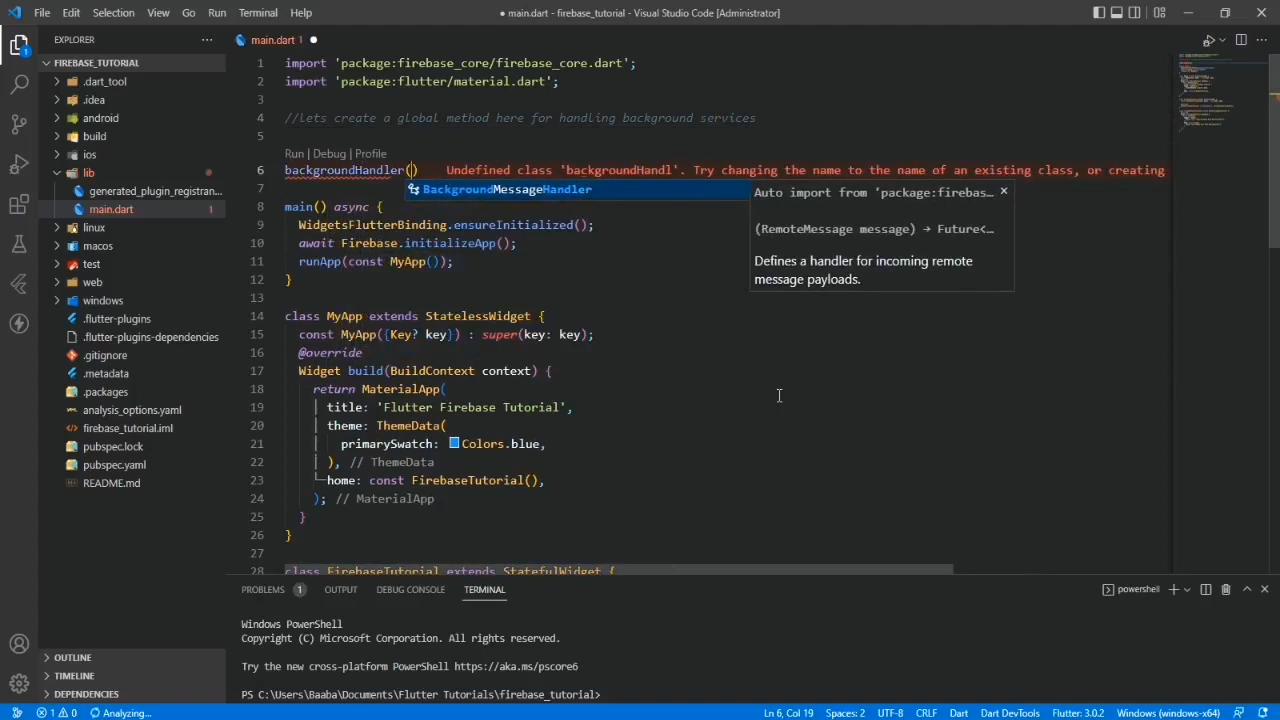 File Edit Selection View Go Run Terminal Help
● main.dart - firebase_tutorial - Visual Studio Code [Administrator]
EXPLORER
1
FIREBASE_TUTORIAL
.dart_tool
.idea
android
build
ios
lib
generated_plugin_registran...
main.dart 1
linux
macos
test
web
windows
.flutter-plugins
.flutter-plugins-dependencies
.gitignore
.metadata
.packages
analysis_options.yaml
firebase_tutorial.iml
pubspec.lock
pubspec.yaml
README.md
OUTLINE
TIMELINE
DEPENDENCIES
main.dart 1 ●
1 import 'package:firebase_core/firebase_core.dart';
2 import 'package:flutter/material.dart';
3
4 //Lets create a global method here for handling background services
5
Run | Debug | Profile
6 backgroundHandler() Undefined class 'backgroundHandl'. Try changing the name to the name of an existing class, or creating
BackgroundMessageHandler
Auto import from 'package:firebas...
(RemoteMessage message) → Future<…
Defines a handler for incoming remote
message payloads.
7
8 main() async {
9 WidgetsFlutterBinding.ensureInitialized();
10 await Firebase.initializeApp();
11 runApp(const MyApp());
12 }
13
14 class MyApp extends StatelessWidget {
15 const MyApp({Key? key}) : super(key: key);
16 @override
17 Widget build(BuildContext context) {
18 return MaterialApp(
19 title: 'Flutter Firebase Tutorial',
20 theme: ThemeData(
21 primarySwatch: Colors.blue,
22 ), // ThemeData
23 home: const FirebaseTutorial(),
24 ); // MaterialApp
25 }
26 }
27
28 class FirebaseTutorial extends StatefulWidget {
PROBLEMS 1 OUTPUT DEBUG CONSOLE TERMINAL
powershell
Windows PowerShell
Copyright (C) Microsoft Corporation. All rights reserved.
Try the new cross-platform PowerShell https://aka.ms/pscore6
PS C:\Users\Baaba\Documents\Flutter Tutorials\firebase_tutorial>
1 0 Analyzing... Ln 6, Col 19 Spaces: 2 UTF-8 CRLF Dart Dart DevTools Flutter: 3.0.2 Windows (windows-x64)